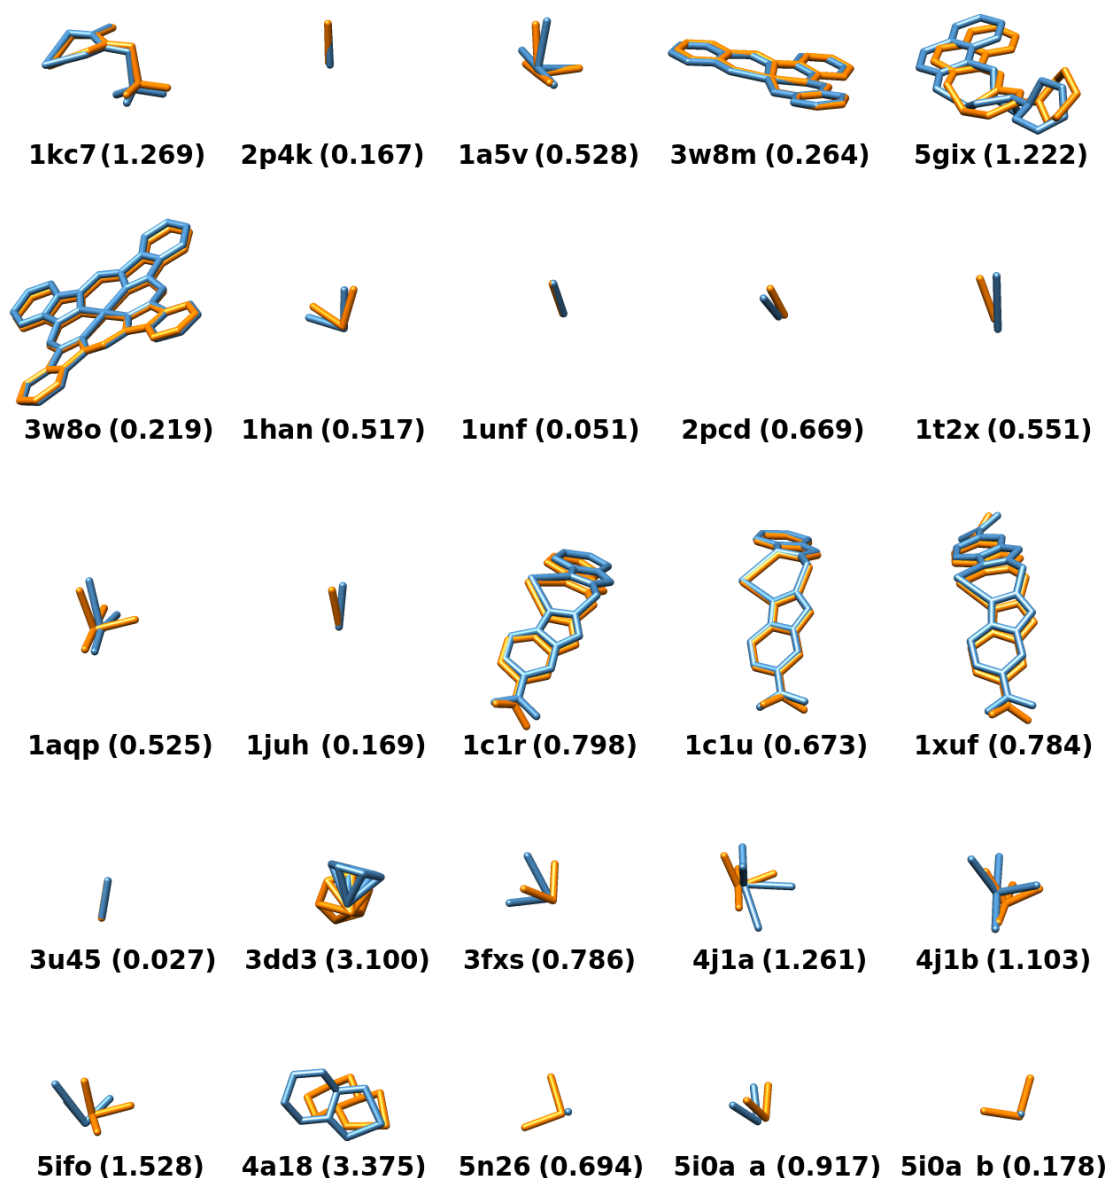 1kc7 (1.269) 2p4k (0.167) 1a5v (0.528) 3w8m (0.264) 5gix (1.222)
3w8o (0.219) 1han (0.517) 1unf (0.051) 2pcd (0.669) 1t2x (0.551)
1aqp (0.525) 1juh (0.169) 1c1r (0.798) 1c1u (0.673) 1xuf (0.784)
3u45 (0.027) 3dd3 (3.100) 3fxs (0.786) 4j1a (1.261) 4j1b (1.103)
5ifo (1.528) 4a18 (3.375) 5n26 (0.694) 5i0a_a (0.917) 5i0a_b (0.178)